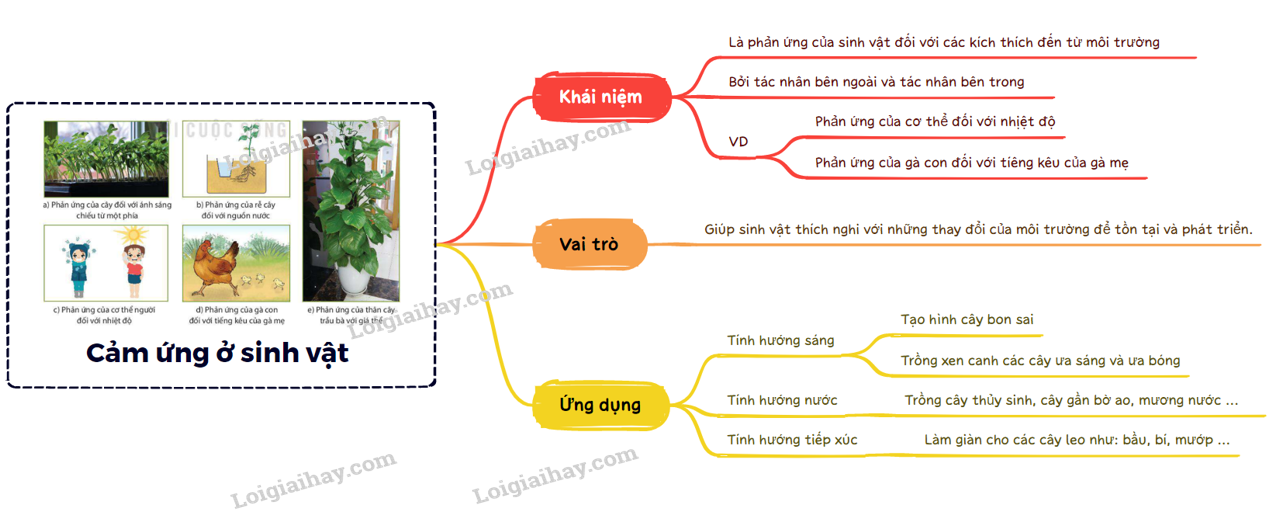 I CUỘC SỐNG
a) Phản ứng của cây đối với ánh sáng
chiếu từ một phía
b) Phản ứng của rễ cây
đối với nguồn nước
c) Phản ứng của cơ thể người
đối với nhiệt độ
d) Phản ứng của gà con
đối với tiếng kêu của gà mẹ
e) Phản ứng của thân cây
trầu bà với giá thể
Cảm ứng ở sinh vật
Khái niệm
Là phản ứng của sinh vật đối với các kích thích đến từ môi trường
Bởi tác nhân bên ngoài và tác nhân bên trong
VD
Phản ứng của cơ thể đối với nhiệt độ
Phản ứng của gà con đối với tiếng kêu của gà mẹ
Vai trò
Giúp sinh vật thích nghi với những thay đổi của môi trường để tồn tại và phát triển.
Ứng dụng
Tính hướng sáng
Tạo hình cây bon sai
Trồng xen canh các cây ưa sáng và ưa bóng
Tính hướng nước
Trồng cây thủy sinh, cây gần bờ ao, mương nước ...
Tính hướng tiếp xúc
Làm giàn cho các cây leo như: bầu, bí, mướp ...
Loigiaihay.com
Loigiaihay.com
Loigiaihay.com
Loigiaihay.com
Loigiaihay.com